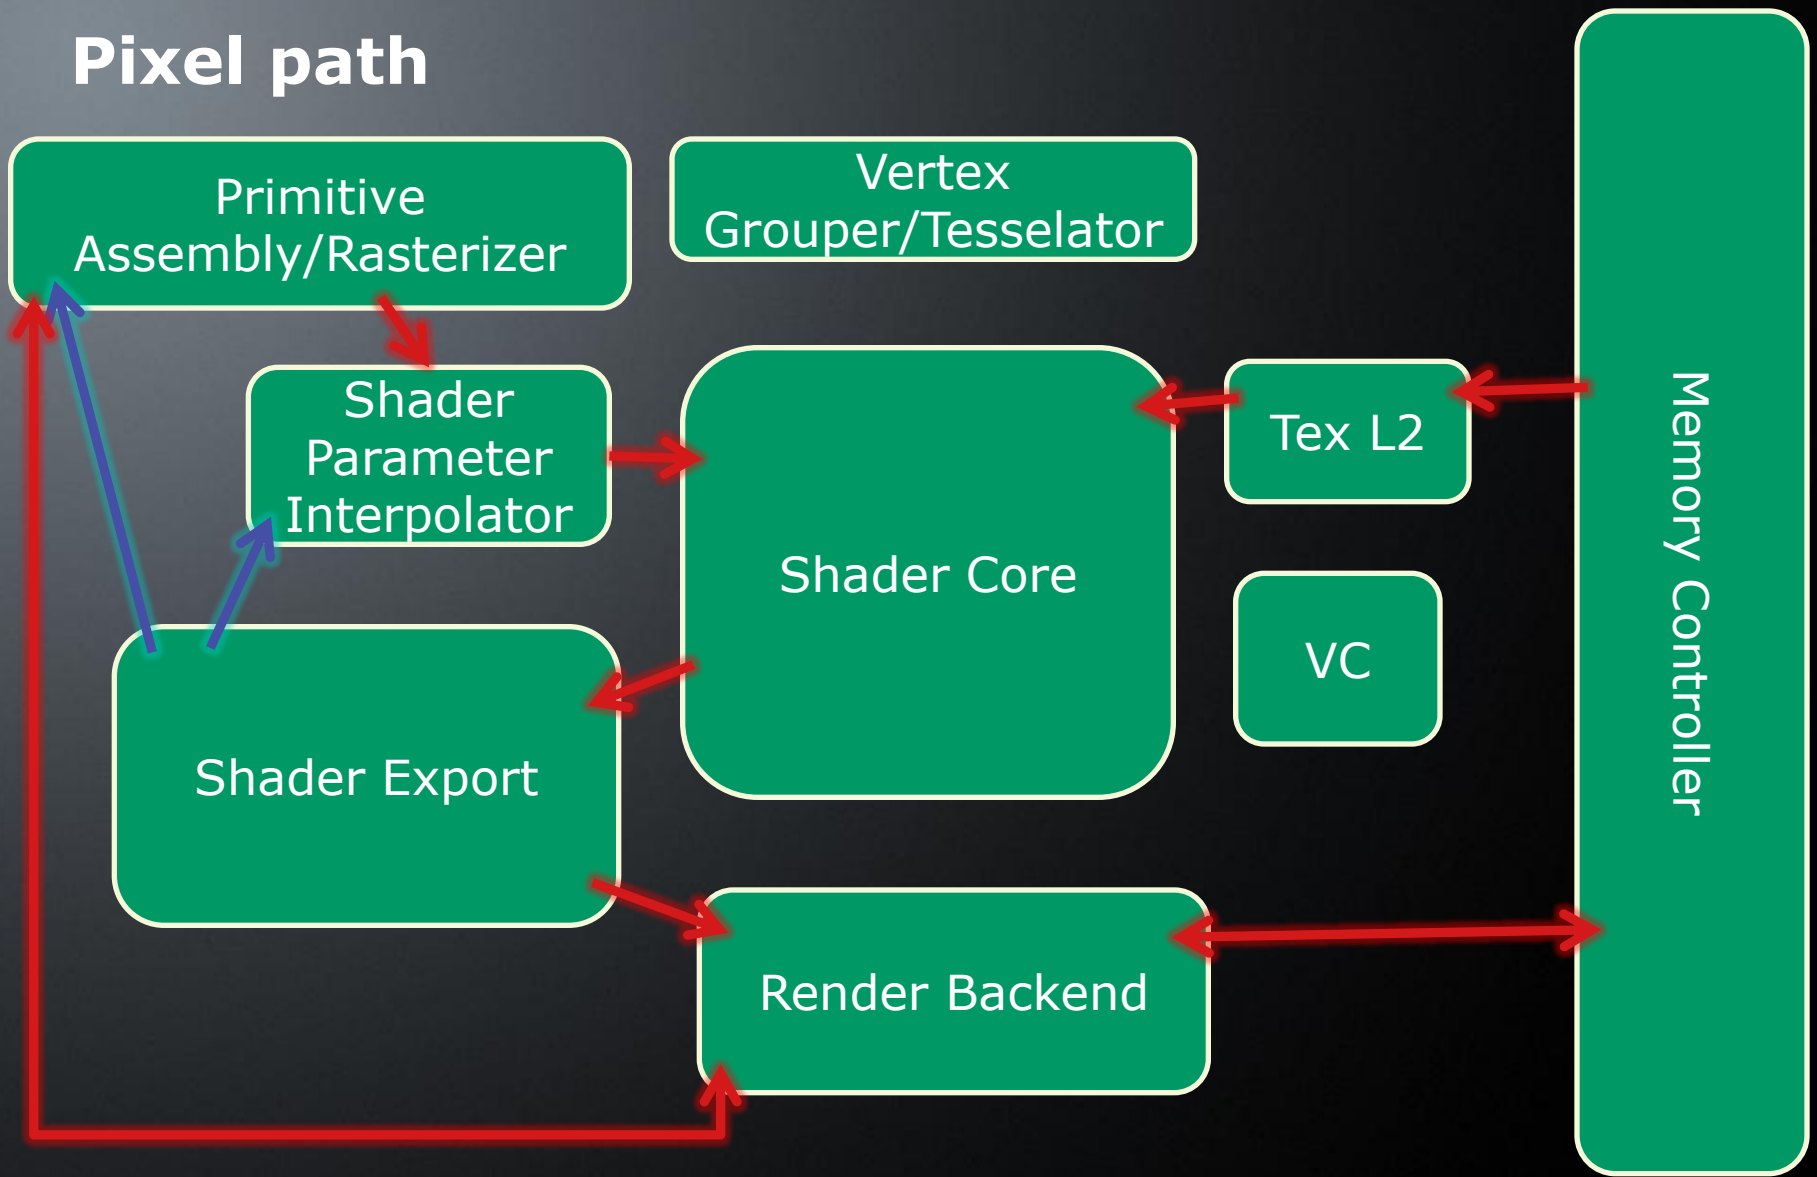 Pixel path
Primitive
Assembly/Rasterizer
Vertex
Grouper/Tesselator
Shader
Parameter
Interpolator
Shader Core
Tex L2
VC
Memory Controller
Shader Export
Render Backend